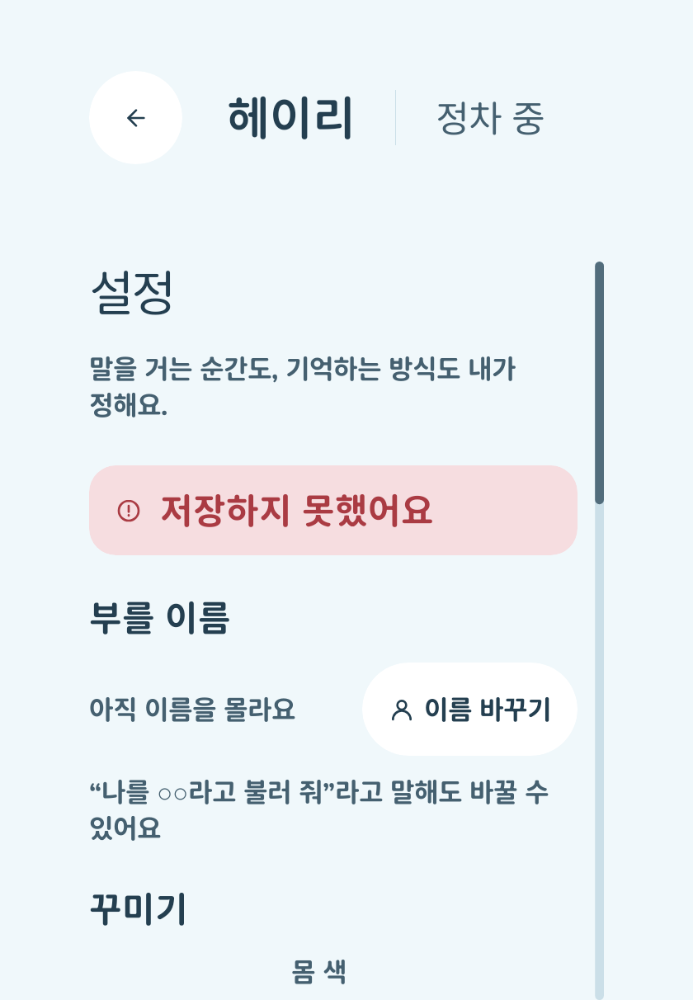 헤이리
정차 중
설정
말을 거는 순간도, 기억하는 방식도 내가
정해요.
저장하지 못했어요
부를 이름
아직 이름을 몰라요
이름 바꾸기
“나를 ○○라고 불러 줘”라고 말해도 바꿀 수
있어요
꾸미기
몸 색